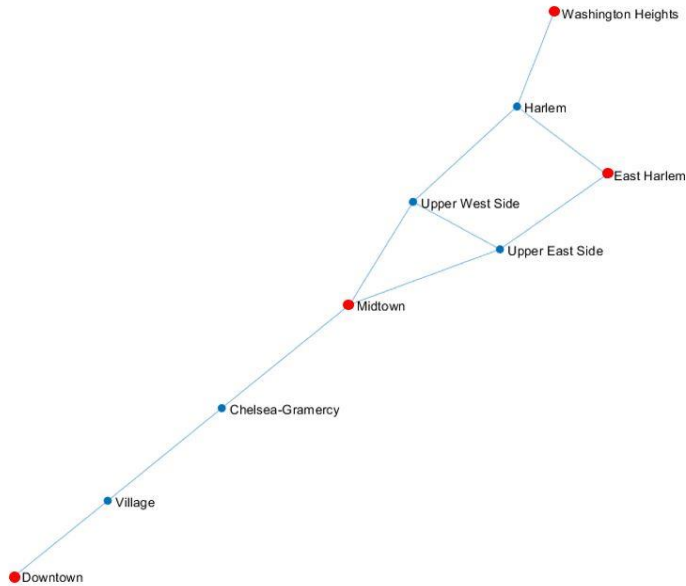 Washington Heights
Harlem
East Harlem
Upper West Side
Upper East Side
Midtown
Chelsea-Gramercy
Village
Downtown